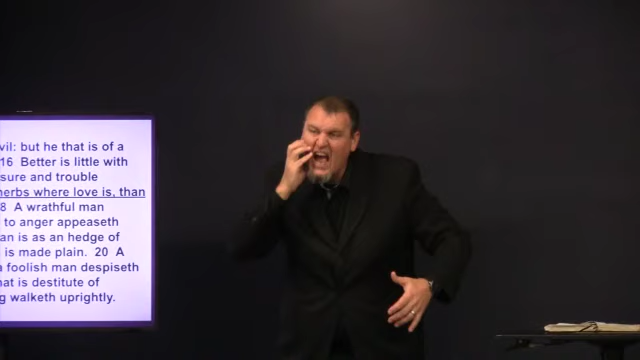 vil: but he that is of a
16 Better is little with
sure and trouble
herbs where love is, than
8 A wrathful man
to anger appeaseth
an is as an hedge of
is made plain. 20 A
a foolish man despiseth
hat is destitute of
g walketh uprightly.